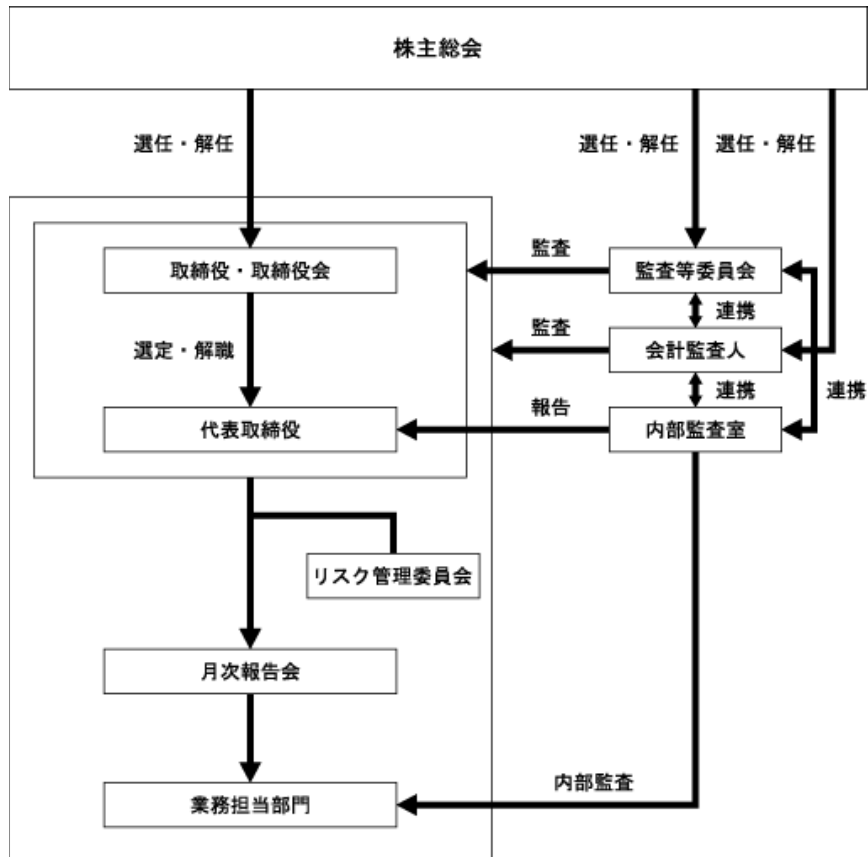 株主総会
選任・解任
選任・解任
選任・解任
取締役・取締役会
監査
監査等委員会
連携
選定・解職
監査
会計監査人
連携
連携
代表取締役
報告
内部監査室
リスク管理委員会
月次報告会
内部監査
業務担当部門